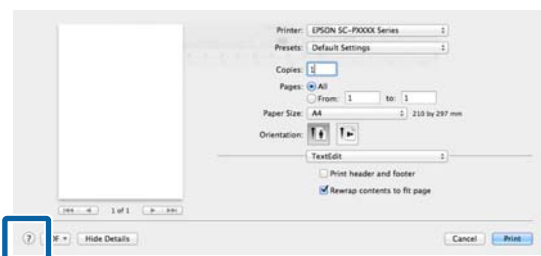 Printer: EPSON SC-PXXXX Series
Presets: Default Settings
Copies: 1
Pages: All
From: 1 to: 1
Paper Size: A4 210 by 297 mm
Orientation:
TextEdit
Print header and footer
Rewrap contents to fit page
1 of 1
? DF Hide Details Cancel Print